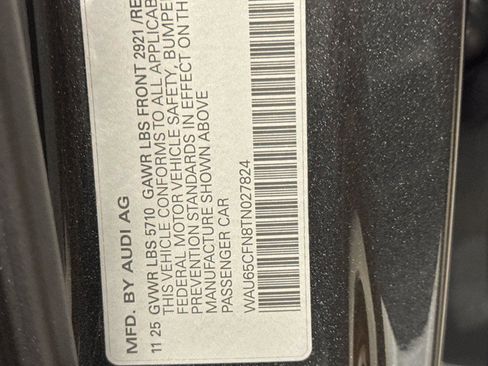 MFD. BY AUDI AG
11 25 GVWR LBS 5710 GAWR LBS FRONT 2921 /RE
THIS VEHICLE CONFORMS TO ALL APPLICAB
FEDERAL MOTOR VEHICLE SAFETY, BUMPE
PREVENTION STANDARDS IN EFFECT ON TH
MANUFACTURE SHOWN ABOVE
PASSENGER CAR
WAU65CFN8TN027824